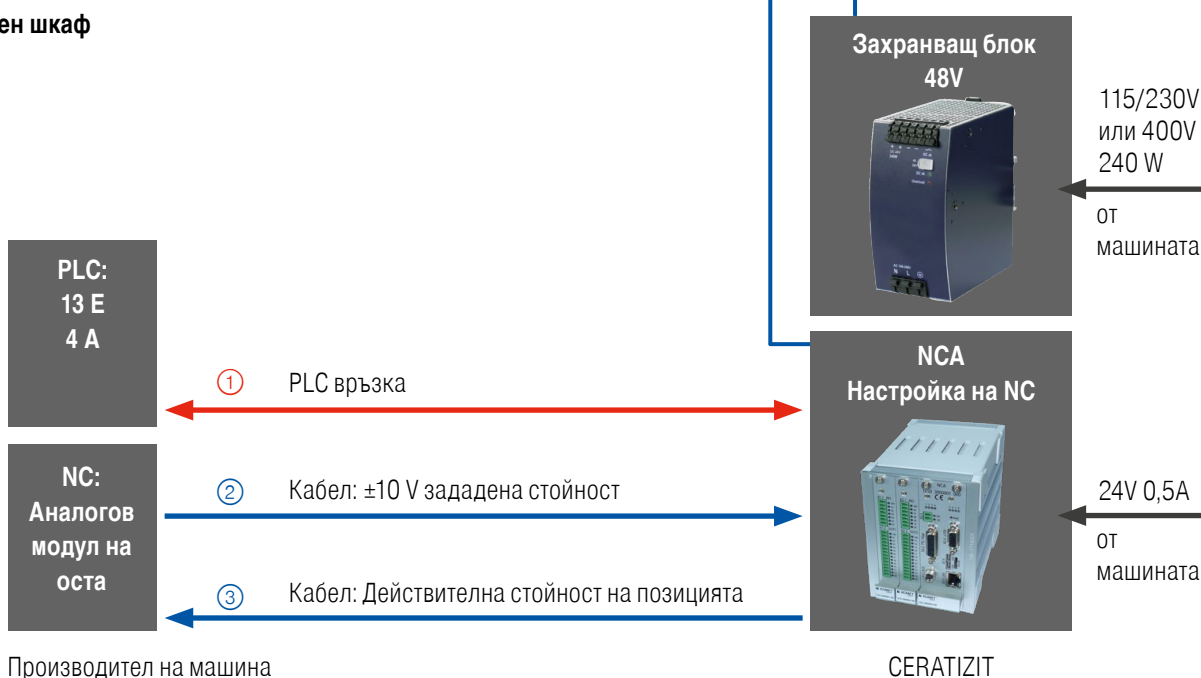 ен шкаф
Захранващ блок
48V
115/230V
или 400V
240 W
от
машината
PLC:
13 E
4 A
NCA
Настройка на NC
① PLC връзка
NC:
Аналогов
модул на
оста
② Кабел: ±10 V зададена стойност
24V 0,5A
от
машината
③ Кабел: Действителна стойност на позицията
Производител на машина
CERATIZIT